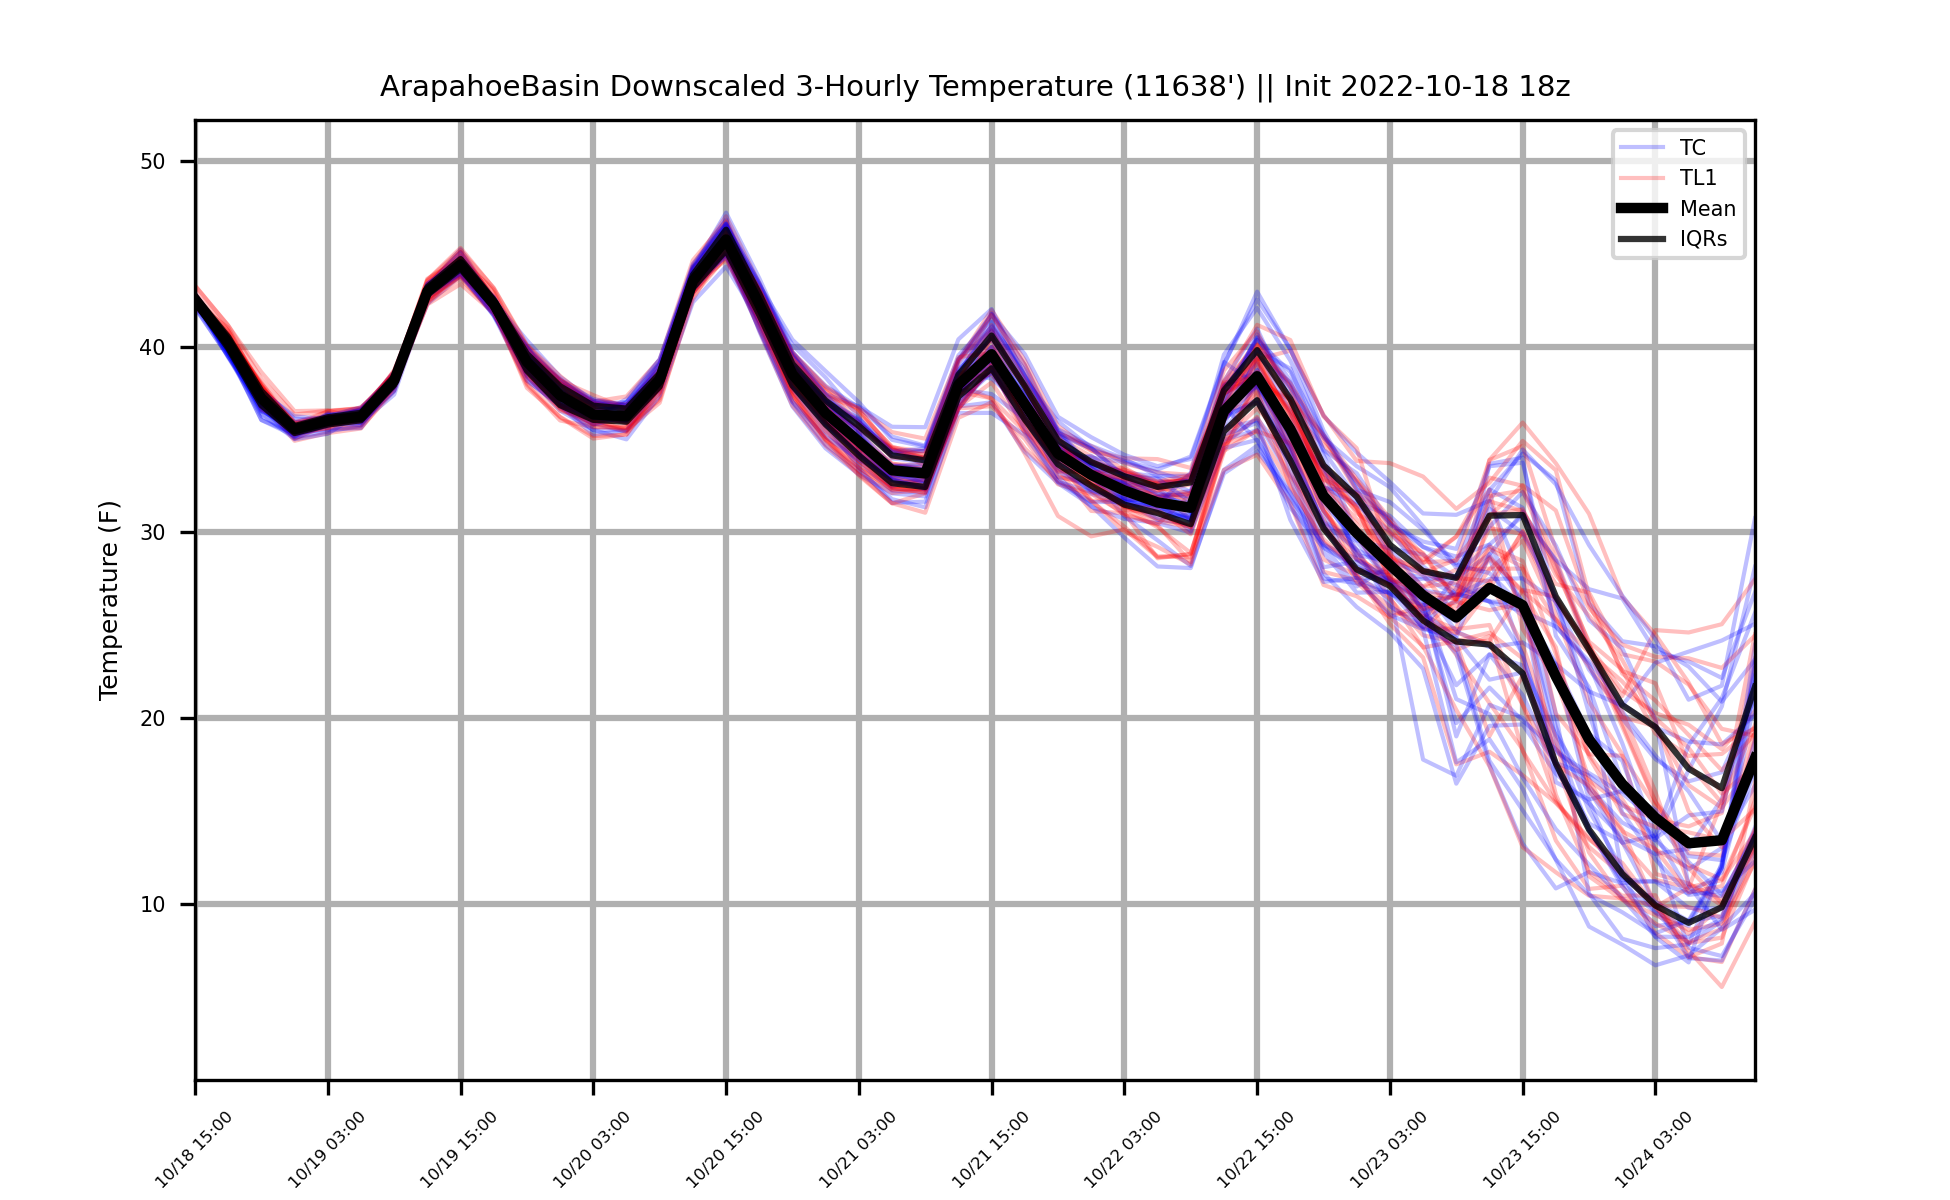 ArapahoeBasin Downscaled 3-Hourly Temperature (11638') || Init 2022-10-18 18z
TC
TL1
Mean
IQRs
Temperature (F)
50
40
30
20
10
10/18 15:00
10/19 03:00
10/19 15:00
10/20 03:00
10/20 15:00
10/21 03:00
10/21 15:00
10/22 03:00
10/22 15:00
10/23 03:00
10/23 15:00
10/24 03:00